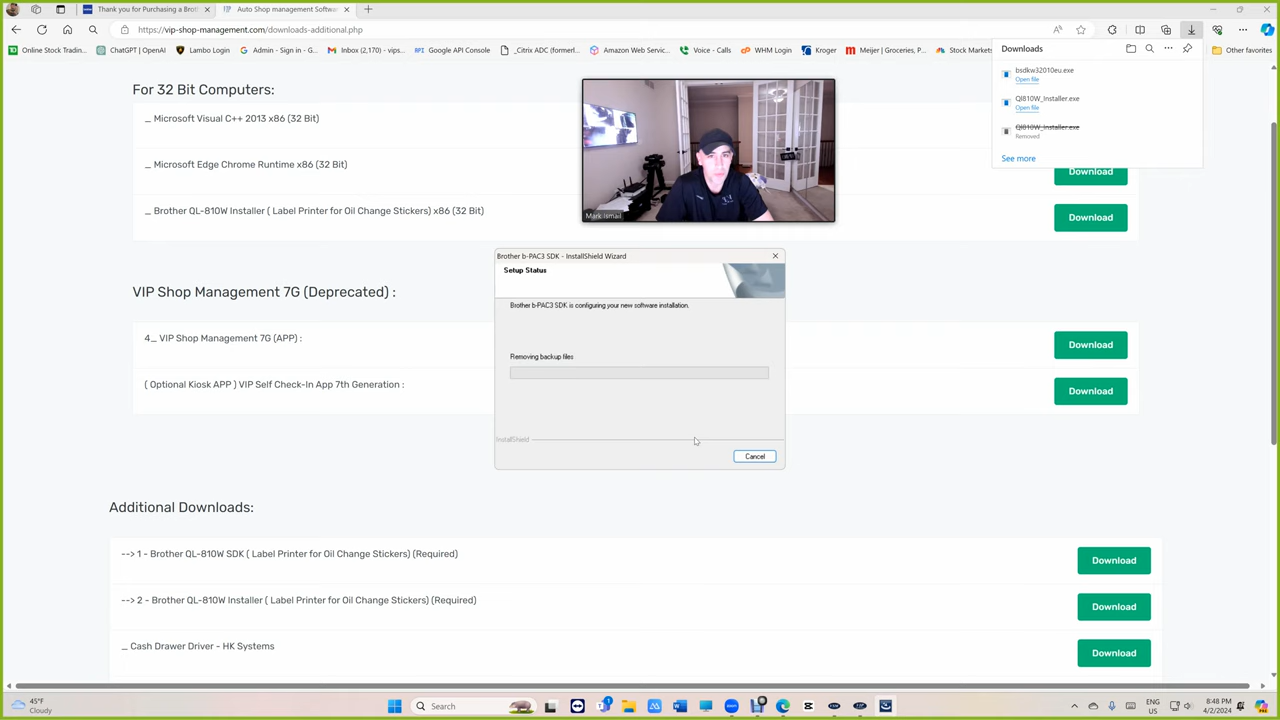 Thank you for Purchasing a Brot
Auto Shop management Softwa
https://vip-shop-management.com/downloads-additional.php
Online Stock Tradin...
ChatGPT | OpenAI
Lambo Login
Admin - Sign in - G...
Inbox (2,170) - vips...
Google API Console
Citrix ADC (formerl...
Amazon Web Servic...
Voice - Calls
WHM Login
Kroger
Meijer | Groceries, P...
Stock Markets
Other favorites
Downloads
bsdkw32010eu.exe
Open file
Ql810W_Installer.exe
Open file
Ql810W_Installer.exe
Removed
See more
For 32 Bit Computers:
_ Microsoft Visual C++ 2013 x86 (32 Bit)
_ Microsoft Edge Chrome Runtime x86 (32 Bit)
Download
_ Brother QL-810W Installer ( Label Printer for Oil Change Stickers) x86 (32 Bit)
Download
Mark Ismail
Brother b-PAC3 SDK - InstallShield Wizard
Setup Status
Brother b-PAC3 SDK is configuring your new software installation.
Removing backup files
InstallShield
Cancel
VIP Shop Management 7G (Deprecated) :
4_ VIP Shop Management 7G (APP) :
Download
( Optional Kiosk APP ) VIP Self Check-In App 7th Generation :
Download
Additional Downloads:
--> 1 - Brother QL-810W SDK ( Label Printer for Oil Change Stickers) (Required)
Download
--> 2 - Brother QL-810W Installer ( Label Printer for Oil Change Stickers) (Required)
Download
_ Cash Drawer Driver - HK Systems
Download
45°F
Cloudy
Search
ENG
US
8:48 PM
4/2/2024